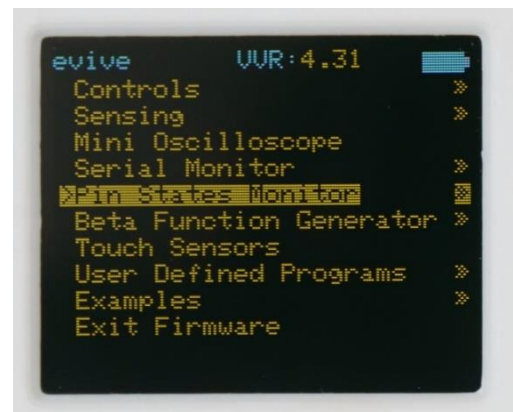 evive VVR:4.31
Controls »
Sensing »
Mini Oscilloscope
Serial Monitor »
>Pin States Monitor »
Beta Function Generator »
Touch Sensors
User Defined Programs »
Examples »
Exit Firmware